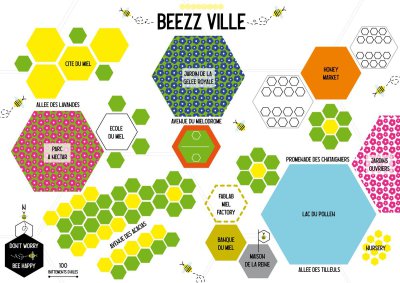 BEEZZ VILLE
CITE DU MIEL
JARDIN DE LA
GELEE ROYALE
HONEY
MARKET
ALLEE DES LAVANDES
AVENUE DU MIELODROME
ECOLE
DU MIEL
PARC
A NECTAR
PROMENADE DES CHATAIGNIERS
JARDINS
OUVRIERS
FABLAB
MIEL
FACTORY
LAC DU POLLEN
AVENUE DES ACACIAS
BANQUE
DU MIEL
MAISON
DE LA REINE
NURSERY
N
DON'T WORRY
BEE HAPPY
100
BATTEMENTS D'AILES
ALLEE DES TILLEULS